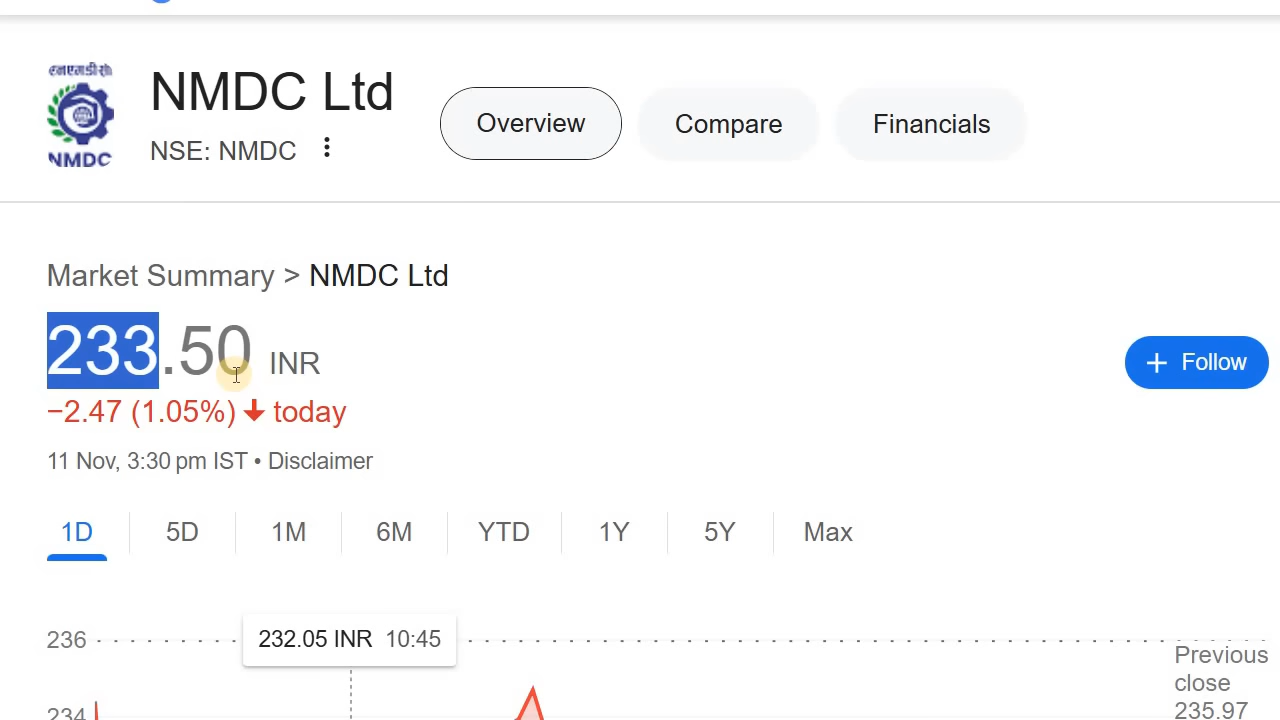 एनएमडीसी
NMDC
NMDC Ltd
NSE: NMDC
Overview
Compare
Financials
Market Summary > NMDC Ltd
233.50 INR
−2.47 (1.05%) today
11 Nov, 3:30 pm IST • Disclaimer
+ Follow
1D 5D 1M 6M YTD 1Y 5Y Max
236
232.05 INR 10:45
234
Previous
close
235.97